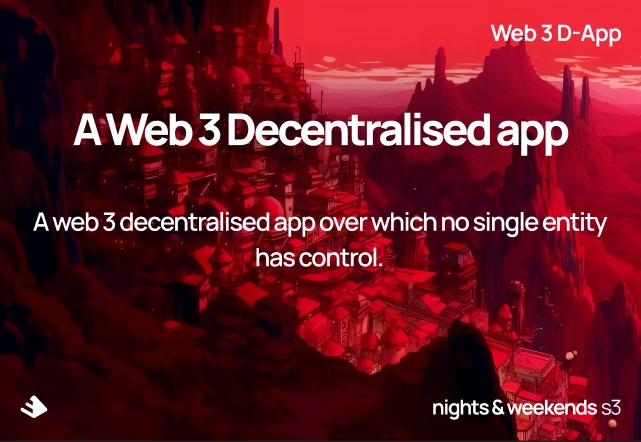 Web 3 D-App
A Web 3 Decentralised app
A web 3 decentralised app over which no single entity
has control.
nights & weekends s3